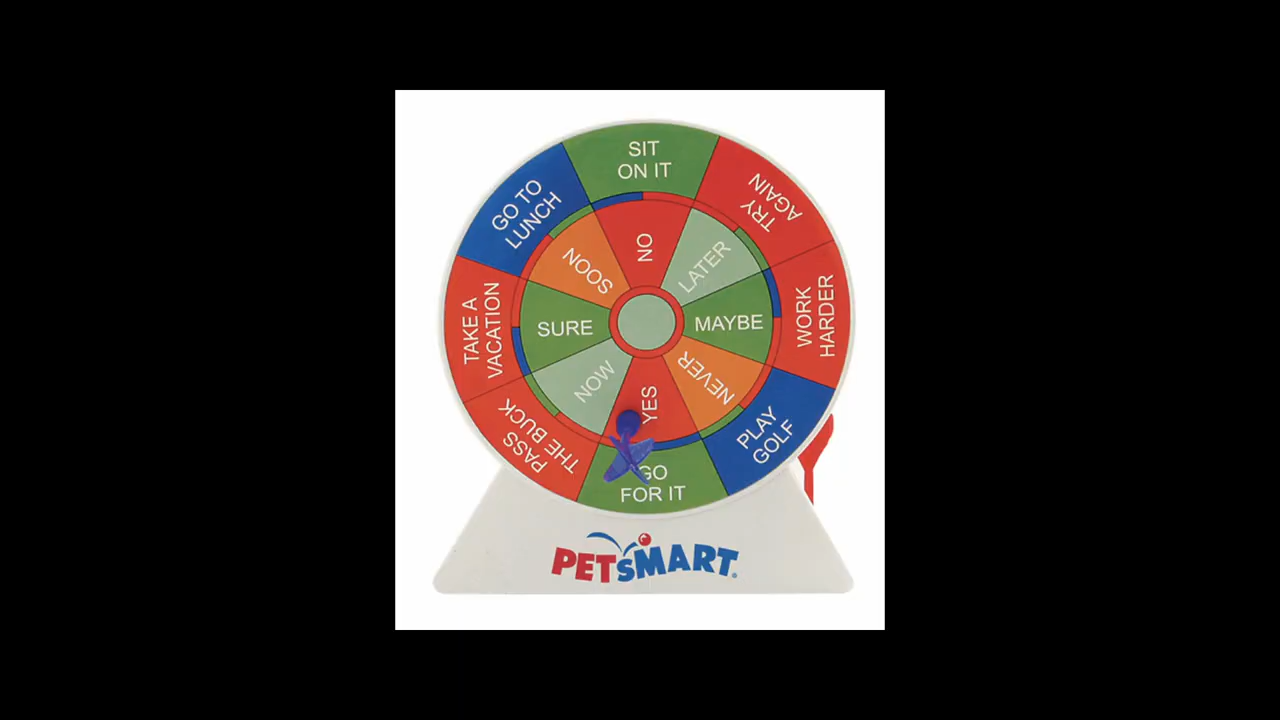 SIT
ON IT
TRY
AGAIN
WORK
HARDER
PLAY
GOLF
GO
FOR IT
PASS
THE BUCK
TAKE A
VACATION
GO TO
LUNCH
NO
LATER
MAYBE
NEVER
YES
NOW
SURE
SOON
PETSMART®